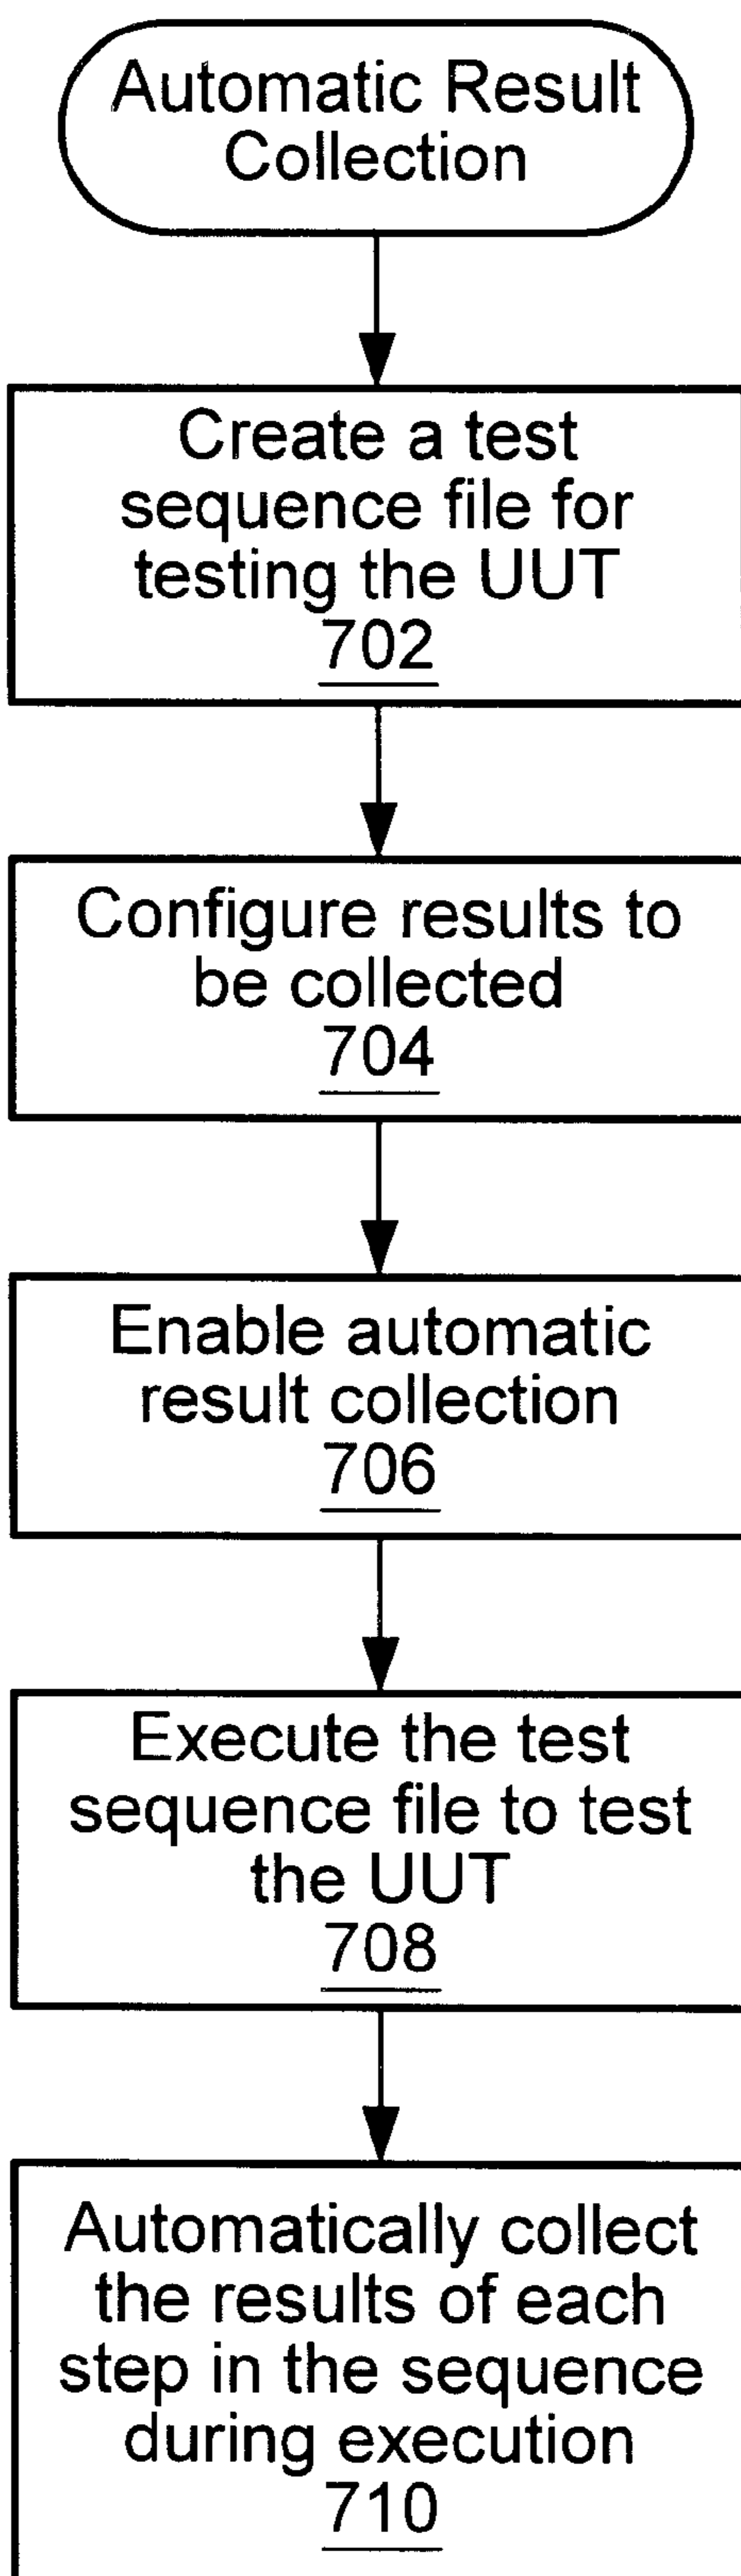 Automatic Result
Collection
Create a test
sequence file for
testing the UUT
702
Configure results to
be collected
704
Enable automatic
result collection
706
Execute the test
sequence file to test
the UUT
708
Automatically collect
the results of each
step in the sequence
during execution
710